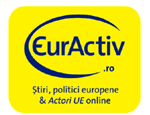 EurActiv
.ro
Știri, politici europene
& Actori UE online